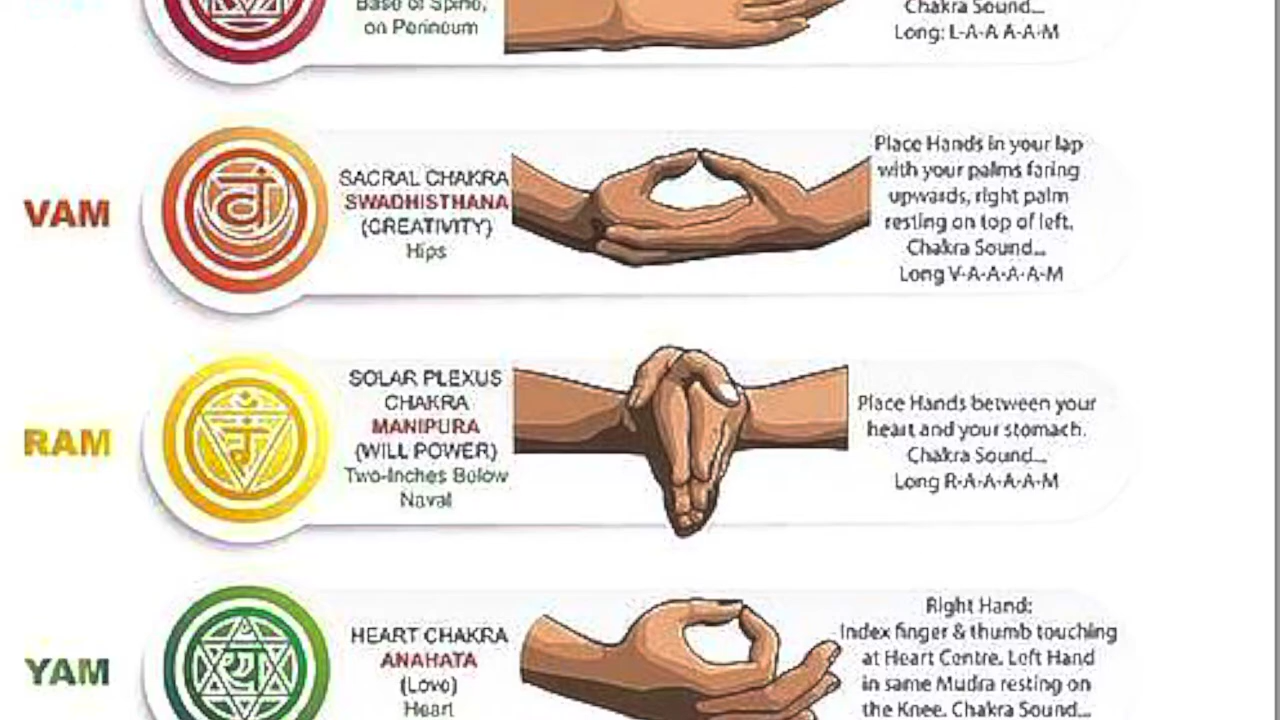 Base of Spine,
on Perineum
Chakra Sound...
Long: L-A-A A-A-M
VAM
वं
SACRAL CHAKRA
SWADHISTHANA
(CREATIVITY)
Hips
Place Hands in your lap
with your palms faring
upwards, right palm
resting on top of left.
Chakra Sound...
Long V-A-A-A-A-M
RAM
रं
SOLAR PLEXUS
CHAKRA
MANIPURA
(WILL POWER)
Two-Inches Below
Naval
Place Hands between your
heart and your stomach.
Chakra Sound...
Long R-A-A-A-A-M
YAM
यं
HEART CHAKRA
ANAHATA
(Love)
Heart
Right Hand:
Index finger & thumb touching
at Heart Centre. Left Hand
in same Mudra resting on
the Knee. Chakra Sound...